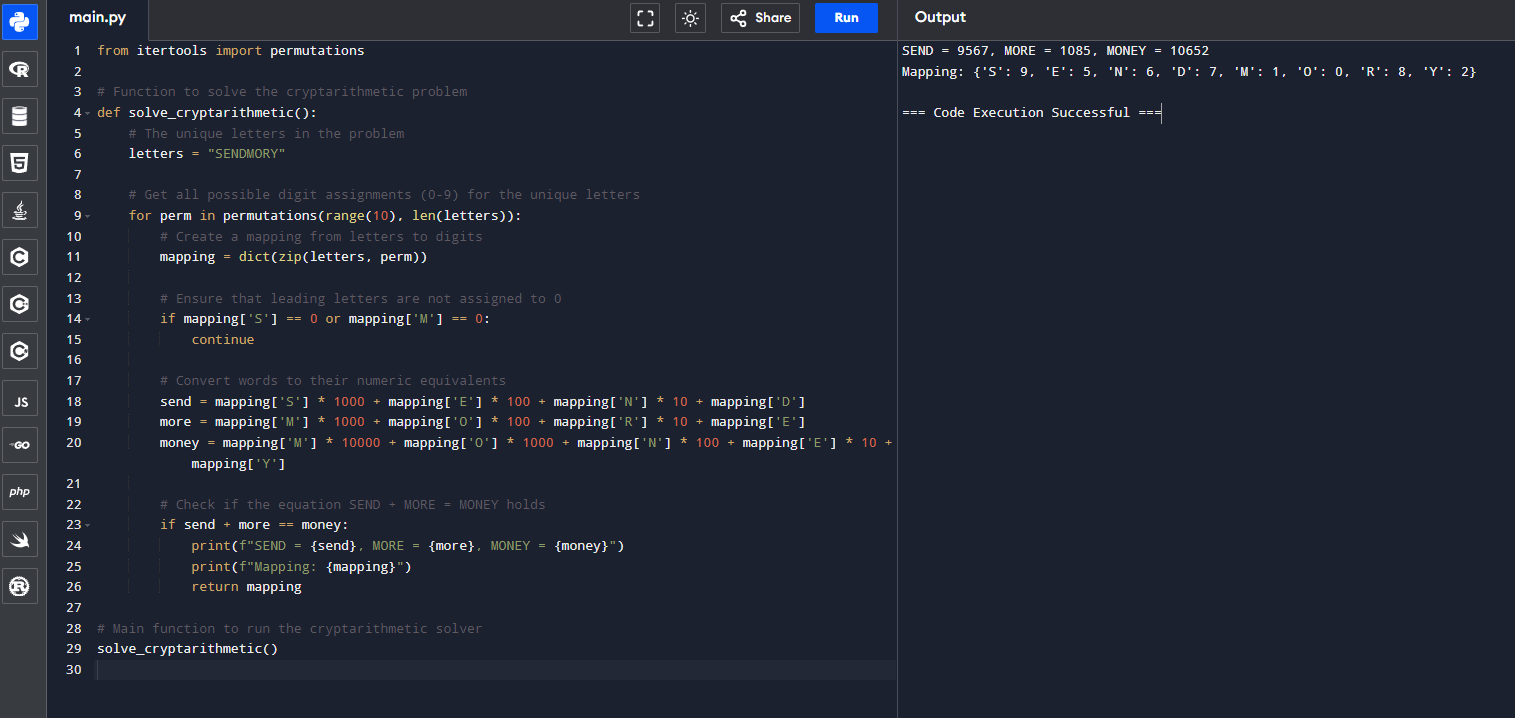 main.py
Share
Run
Output
JS
GO
php
1 from itertools import permutations
2
3 # Function to solve the cryptarithmetic problem
4 def solve_cryptarithmetic():
5     # The unique letters in the problem
6     letters = "SENDMORY"
7
8     # Get all possible digit assignments (0-9) for the unique letters
9     for perm in permutations(range(10), len(letters)):
10         # Create a mapping from letters to digits
11         mapping = dict(zip(letters, perm))
12
13         # Ensure that leading letters are not assigned to 0
14         if mapping['S'] == 0 or mapping['M'] == 0:
15             continue
16
17         # Convert words to their numeric equivalents
18         send = mapping['S'] * 1000 + mapping['E'] * 100 + mapping['N'] * 10 + mapping['D']
19         more = mapping['M'] * 1000 + mapping['O'] * 100 + mapping['R'] * 10 + mapping['E']
20         money = mapping['M'] * 10000 + mapping['O'] * 1000 + mapping['N'] * 100 + mapping['E'] * 10 +
            mapping['Y']
21
22         # Check if the equation SEND + MORE = MONEY holds
23         if send + more == money:
24             print(f"SEND = {send}, MORE = {more}, MONEY = {money}")
25             print(f"Mapping: {mapping}")
26             return mapping
27
28 # Main function to run the cryptarithmetic solver
29 solve_cryptarithmetic()
30
SEND = 9567, MORE = 1085, MONEY = 10652
Mapping: {'S': 9, 'E': 5, 'N': 6, 'D': 7, 'M': 1, 'O': 0, 'R': 8, 'Y': 2}

=== Code Execution Successful ===